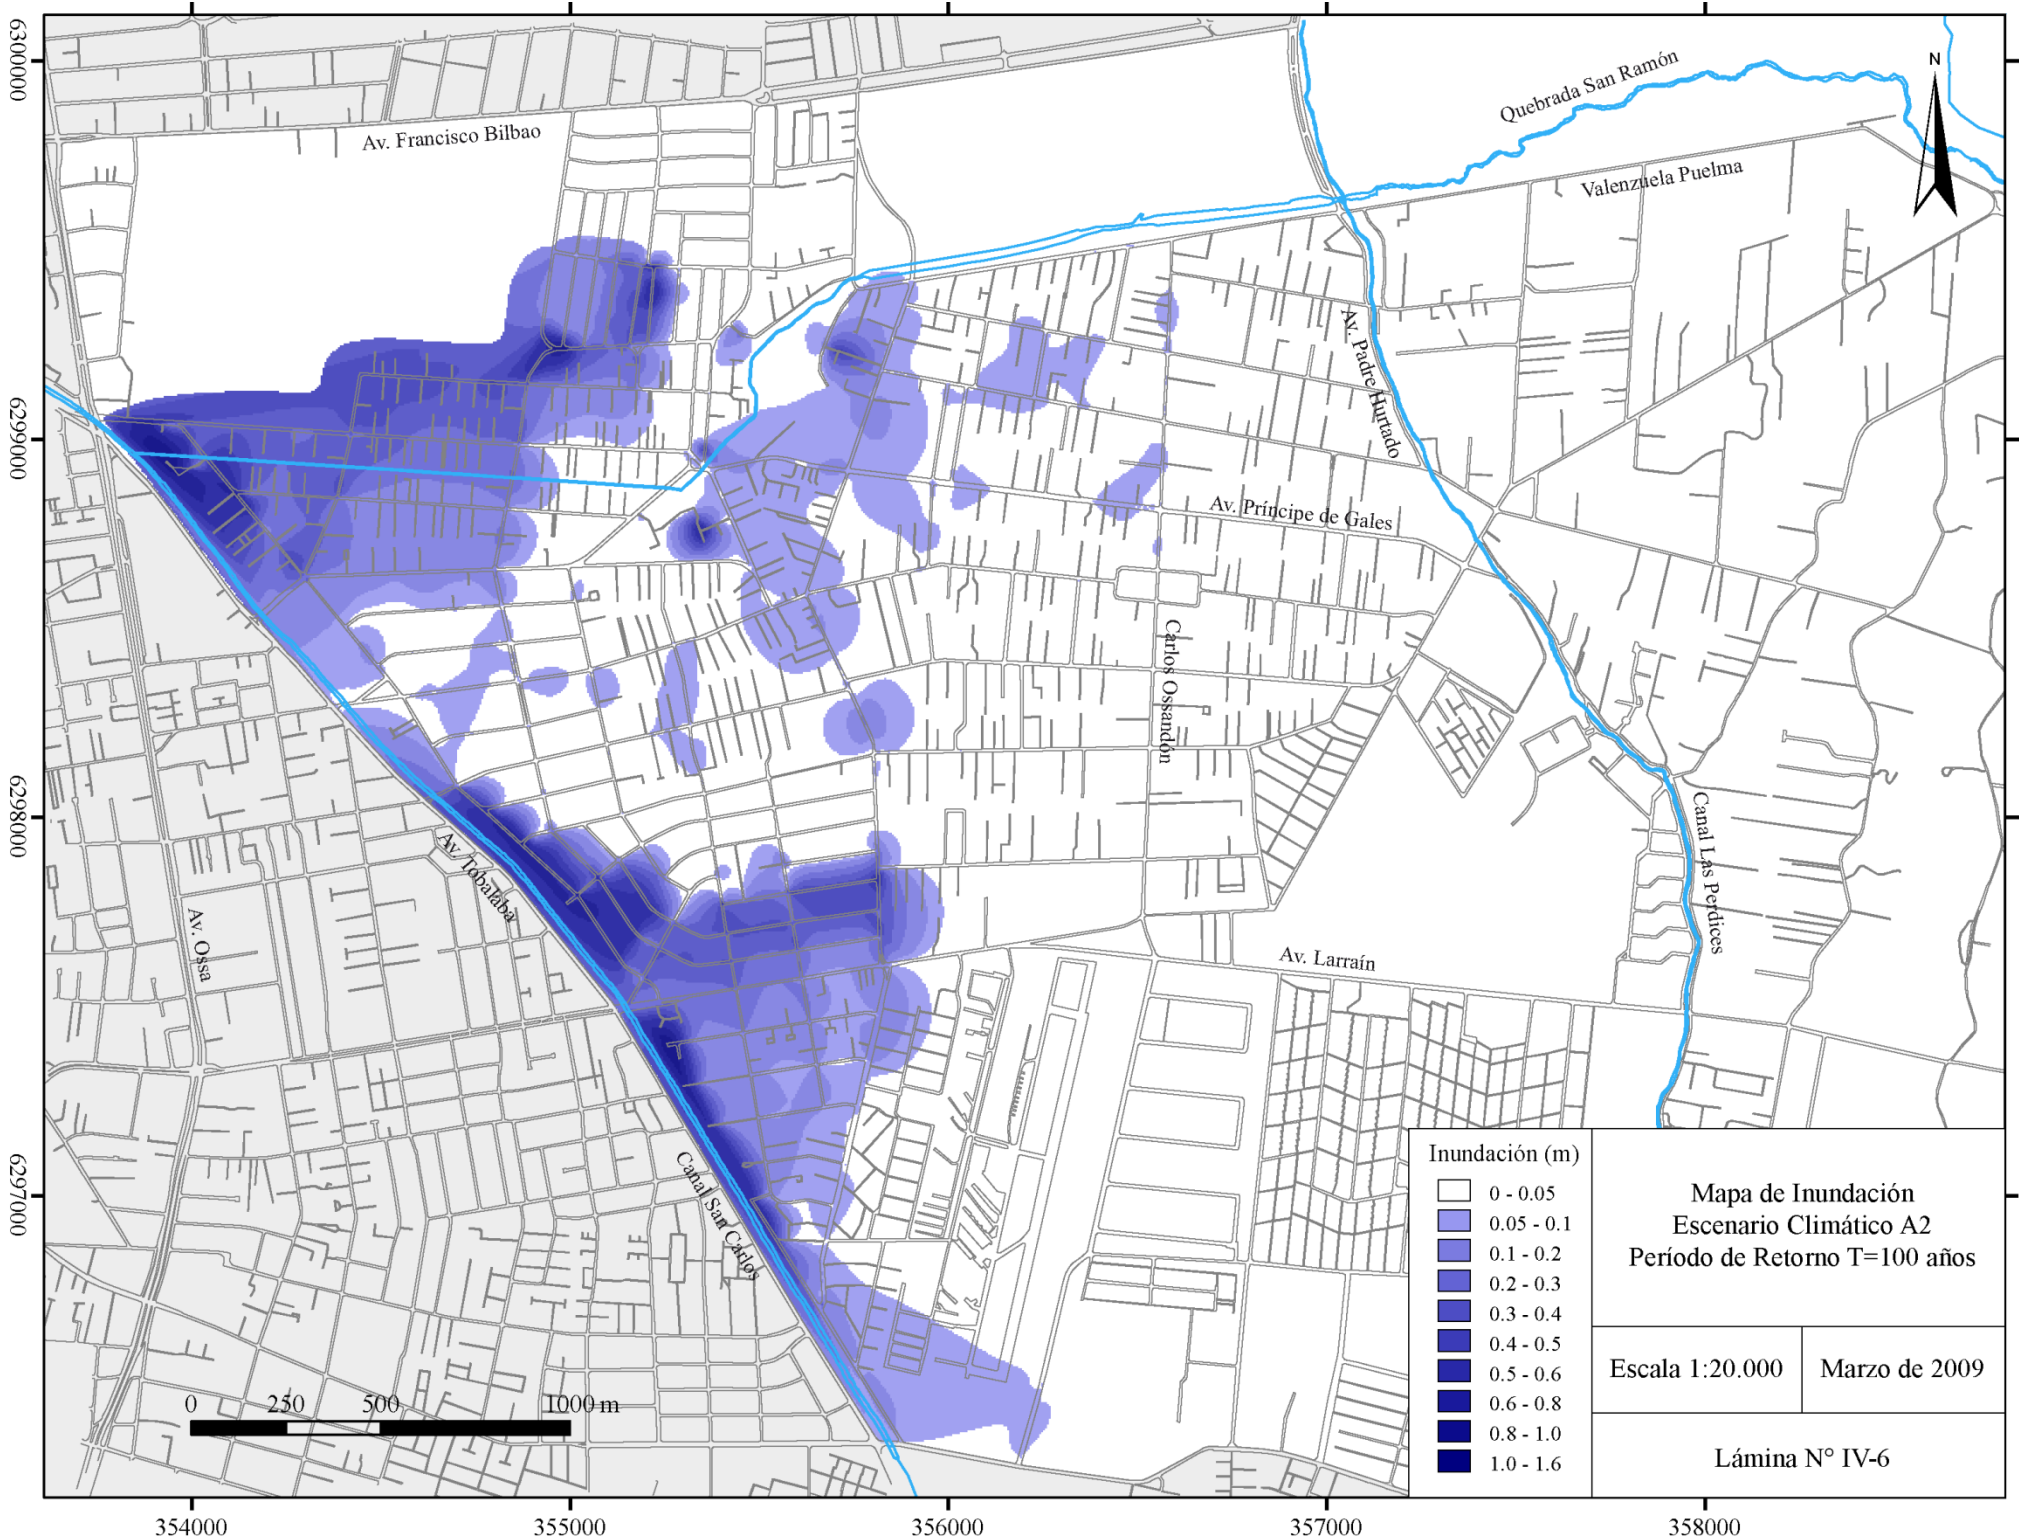 6300000
6299000
6298000
6297000
354000
355000
356000
357000
358000
Av. Francisco Bilbao
Quebrada San Ramón
Valenzuela Puelma
N
Av. Padre Hurtado
Av. Príncipe de Gales
Carlos Ossandón
Canal Las Perdices
Av. Tobalaba
Av. Ossa
Av. Larraín
Canal San Carlos
0 250 500 1000 m
Inundación (m)
0 - 0.05
0.05 - 0.1
0.1 - 0.2
0.2 - 0.3
0.3 - 0.4
0.4 - 0.5
0.5 - 0.6
0.6 - 0.8
0.8 - 1.0
1.0 - 1.6
Mapa de Inundación
Escenario Climático A2
Período de Retorno T=100 años
Escala 1:20.000
Marzo de 2009
Lámina N° IV-6